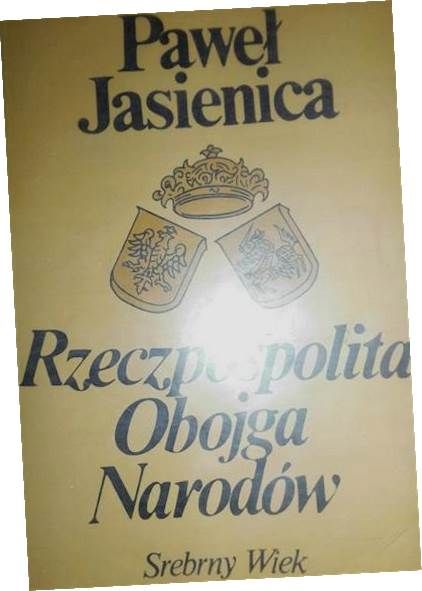 Paweł
Jasienica
Rzeczpospolita
Obojga
Narodów
Srebrny Wiek